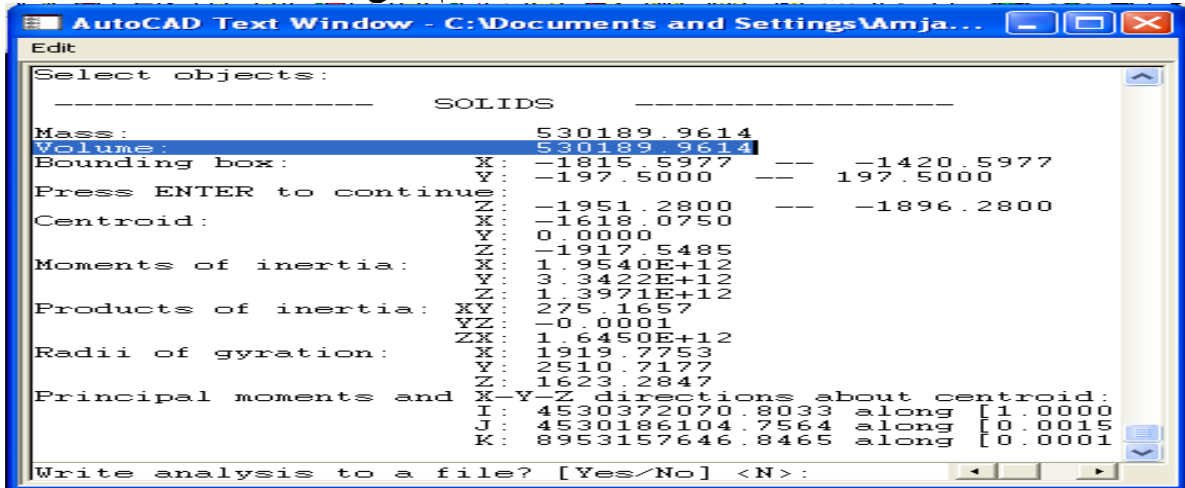 AutoCAD Text Window - C:\Documents and Settings\Amja...
Edit
Select objects:
---------------- SOLIDS ----------------
Mass: 530189.9614
Volume: 530189.9614
Bounding box: X: -1815.5977 -- -1420.5977
Y: -197.5000 -- 197.5000
Press ENTER to continue:
Z: -1951.2800 -- -1896.2800
Centroid: X: -1618.0750
Y: 0.0000
Z: -1917.5485
Moments of inertia: X: 1.9540E+12
Y: 3.3422E+12
Z: 1.3971E+12
Products of inertia: XY: 275.1657
YZ: -0.0001
ZX: 1.6450E+12
Radii of gyration: X: 1919.7753
Y: 2510.7177
Z: 1623.2847
Principal moments and X-Y-Z directions about centroid:
I: 4530372070.8033 along [1.0000
J: 4530186104.7564 along [0.0015
K: 8953157646.8465 along [0.0001
Write analysis to a file? [Yes/No] <N>: